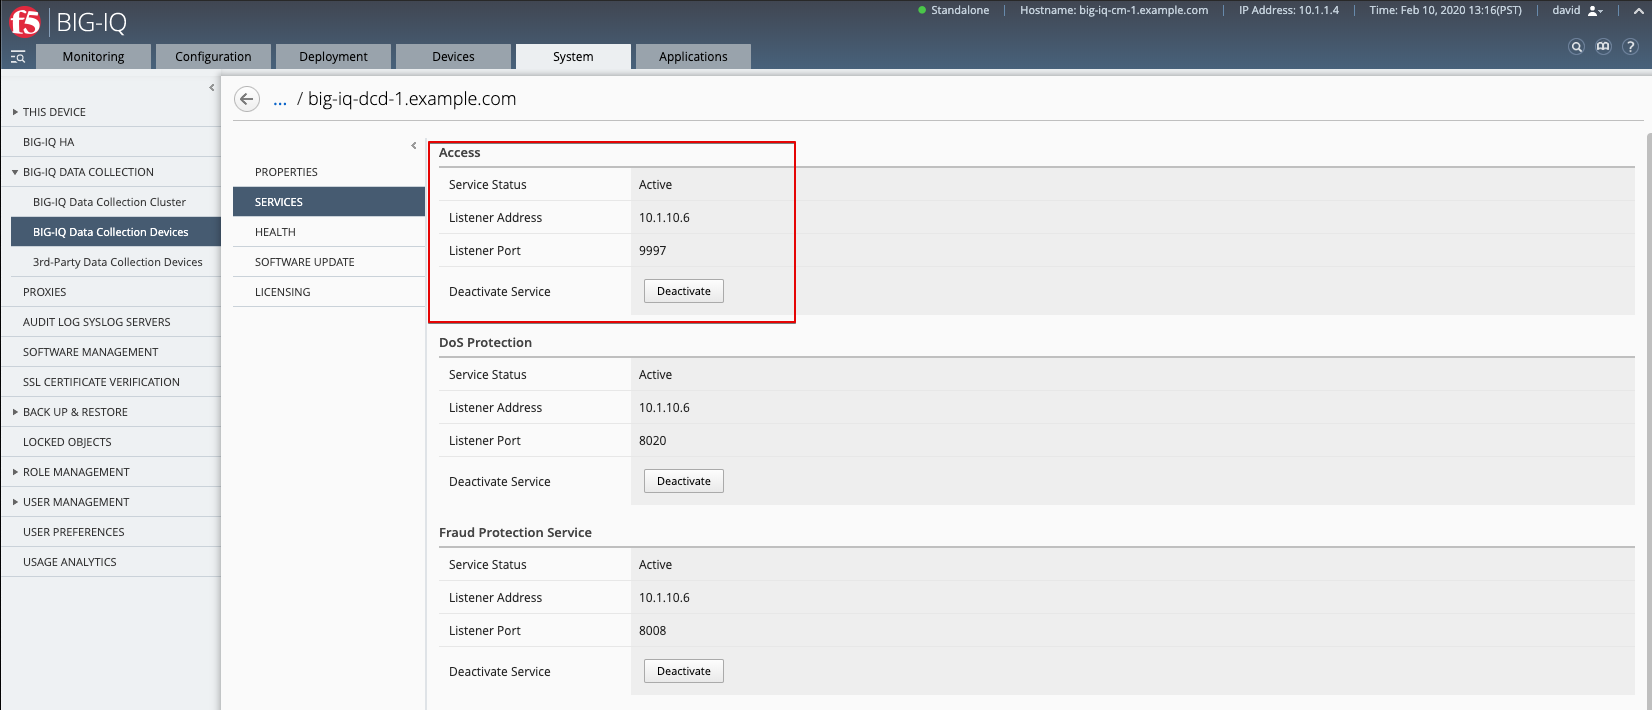 f5 BIG-IQ
Standalone Hostname: big-iq-cm-1.example.com IP Address: 10.1.1.4 Time: Feb 10, 2020 13:16(PST) david
Monitoring Configuration Deployment Devices System Applications
?
THIS DEVICE
BIG-IQ HA
BIG-IQ DATA COLLECTION
BIG-IQ Data Collection Cluster
BIG-IQ Data Collection Devices
3rd-Party Data Collection Devices
PROXIES
AUDIT LOG SYSLOG SERVERS
SOFTWARE MANAGEMENT
SSL CERTIFICATE VERIFICATION
BACK UP & RESTORE
LOCKED OBJECTS
ROLE MANAGEMENT
USER MANAGEMENT
USER PREFERENCES
USAGE ANALYTICS
... / big-iq-dcd-1.example.com
PROPERTIES
SERVICES
HEALTH
SOFTWARE UPDATE
LICENSING
Access
Service Status Active
Listener Address 10.1.10.6
Listener Port 9997
Deactivate Service Deactivate
DoS Protection
Service Status Active
Listener Address 10.1.10.6
Listener Port 8020
Deactivate Service Deactivate
Fraud Protection Service
Service Status Active
Listener Address 10.1.10.6
Listener Port 8008
Deactivate Service Deactivate